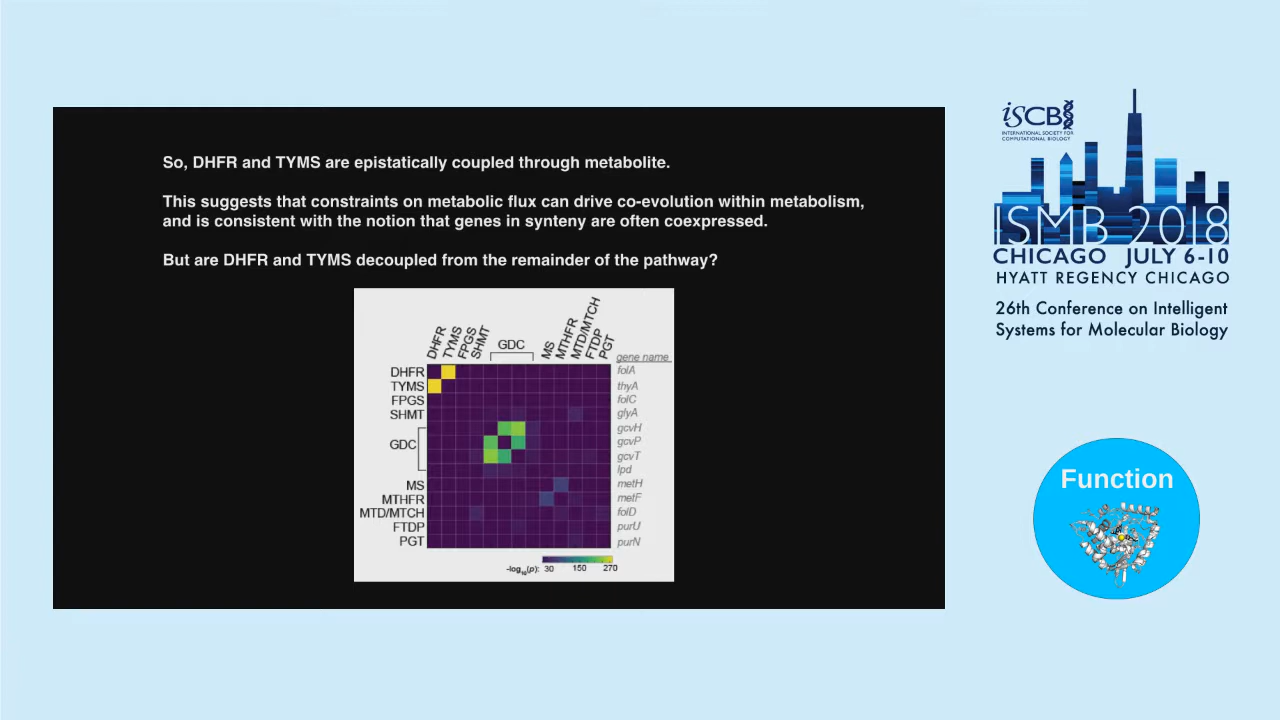 So, DHFR and TYMS are epistatically coupled through metabolite.
This suggests that constraints on metabolic flux can drive co-evolution within metabolism,
and is consistent with the notion that genes in synteny are often coexpressed.
But are DHFR and TYMS decoupled from the remainder of the pathway?
DHFR
TYMS
FPGS
SHMT
GDC
MS
MTHFR
MTD/MTCH
FTDP
PGT
gene name
DHFR folA
TYMS thyA
FPGS folC
SHMT glyA
gcvH
GDC gcvP
gcvT
lpd
MS metH
MTHFR metF
MTD/MTCH folD
FTDP purU
PGT purN
-log10(p): 30 150 270
iSCB
INTERNATIONAL SOCIETY FOR
COMPUTATIONAL BIOLOGY
ISMB 2018
CHICAGO JULY 6-10
HYATT REGENCY CHICAGO
26th Conference on Intelligent
Systems for Molecular Biology
Function